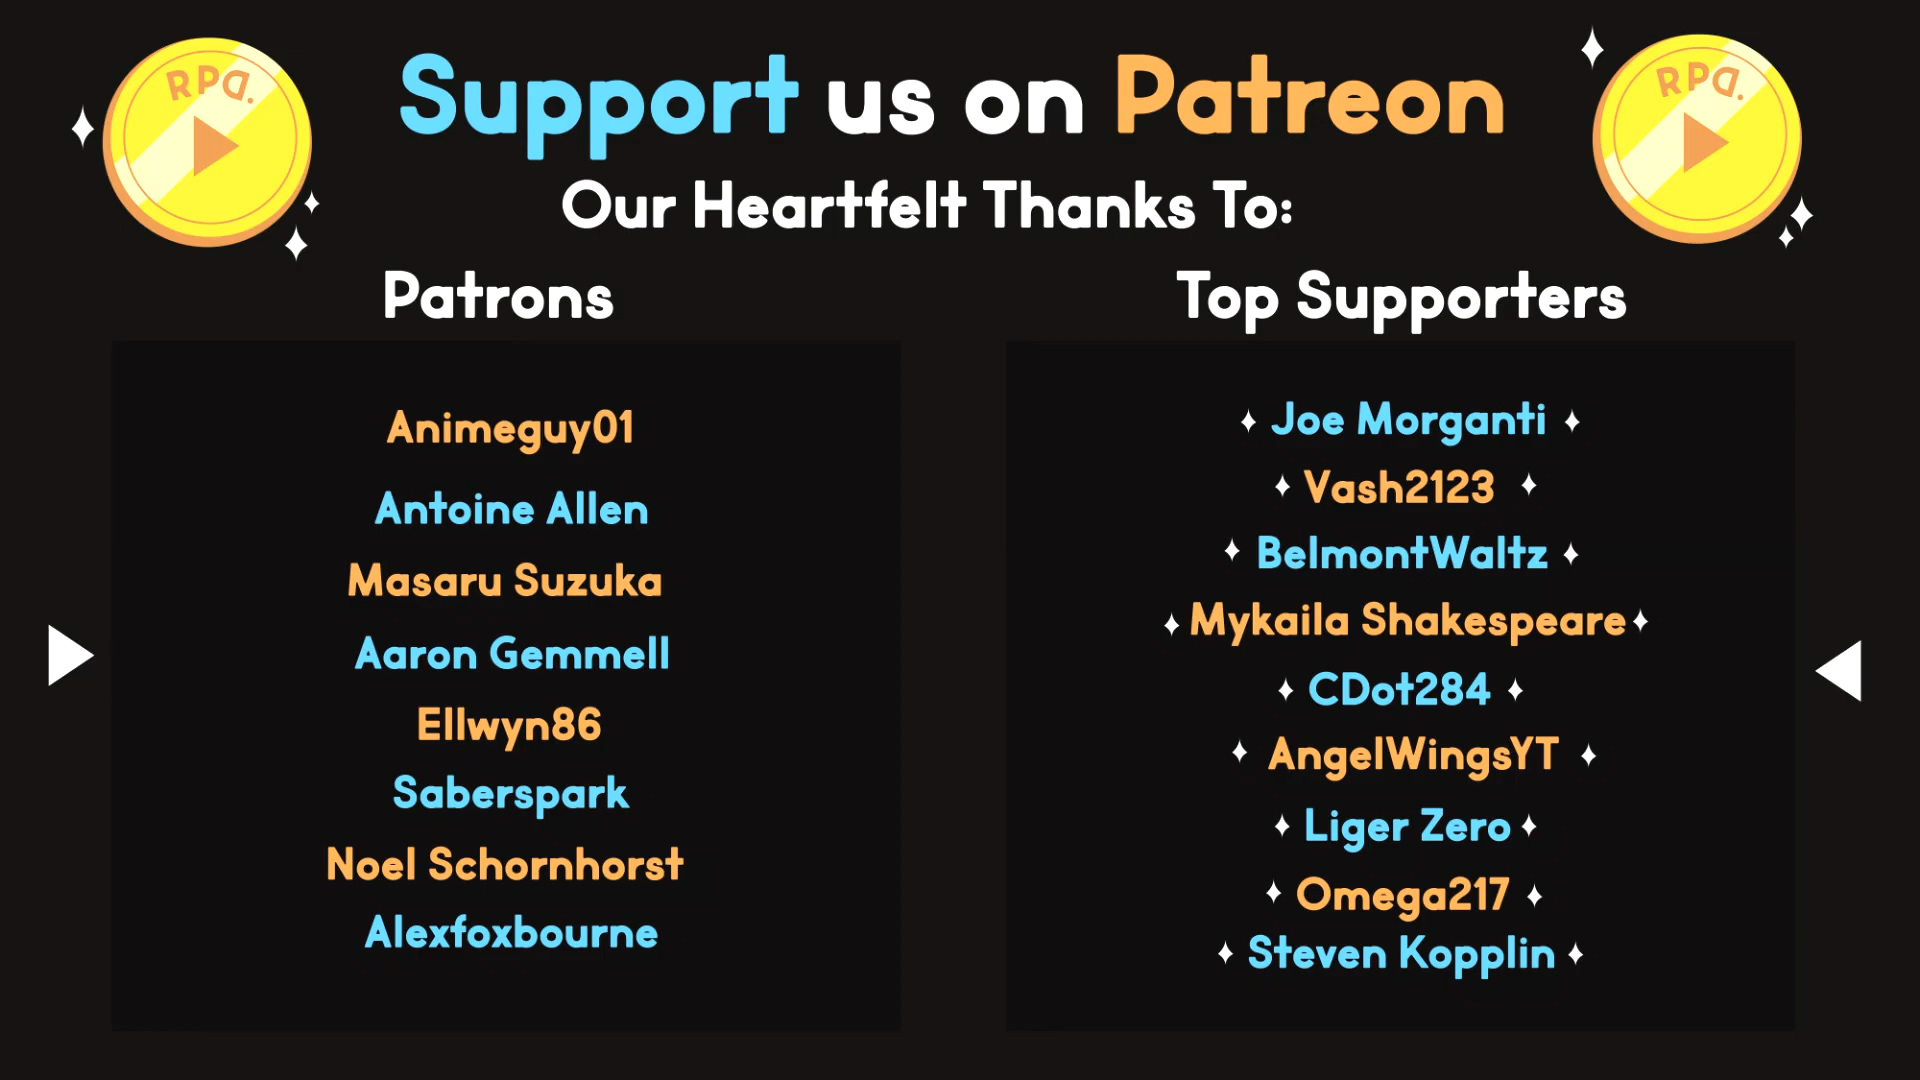 RPG.
Support us on Patreon
RPG.
Our Heartfelt Thanks To:
Patrons
Animeguy01
Antoine Allen
Masaru Suzuka
Aaron Gemmell
Ellwyn86
Saberspark
Noel Schornhorst
Alexfoxbourne
Top Supporters
Joe Morganti
Vash2123
BelmontWaltz
Mykaila Shakespeare
CDot284
AngelWingsYT
Liger Zero
Omega217
Steven Kopplin